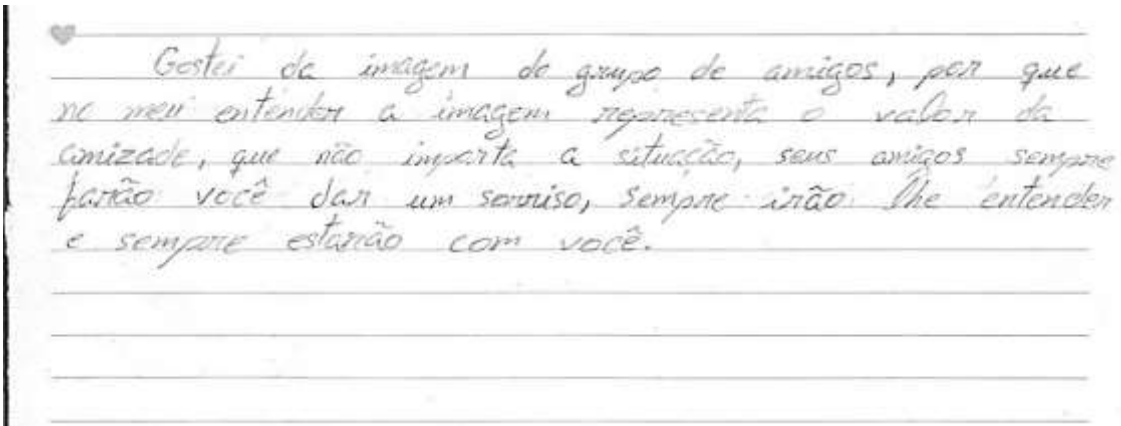 Gostei da imagem do grupo de amigos, por que
no meu entender a imagem representa o valor da
amizade, que não importa a situação, seus amigos sempre
farão você dar um sorriso, sempre irão lhe entender
e sempre estarão com você.